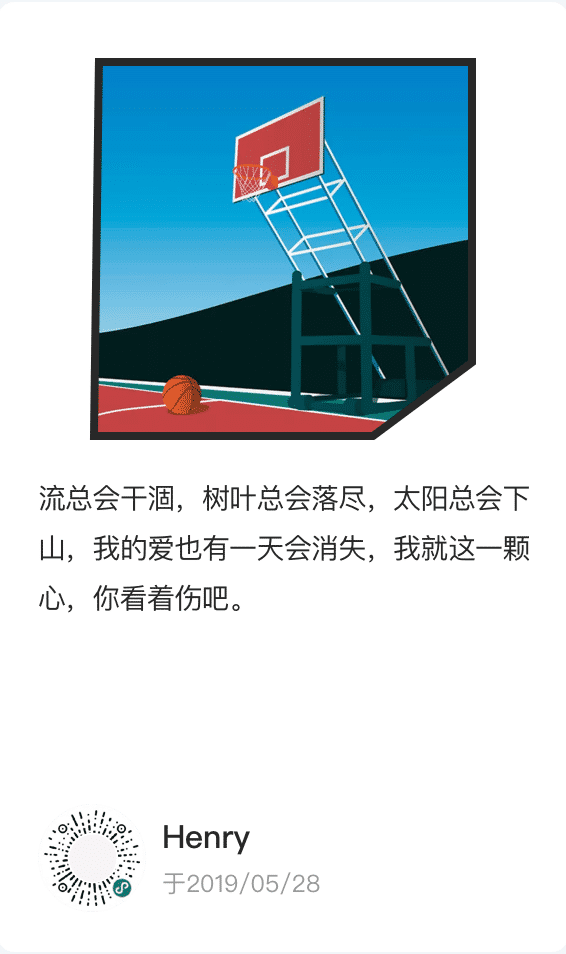 流总会干涸，树叶总会落尽，太阳总会下
山，我的爱也有一天会消失，我就这一颗
心，你看着伤吧。
Henry
于2019/05/28